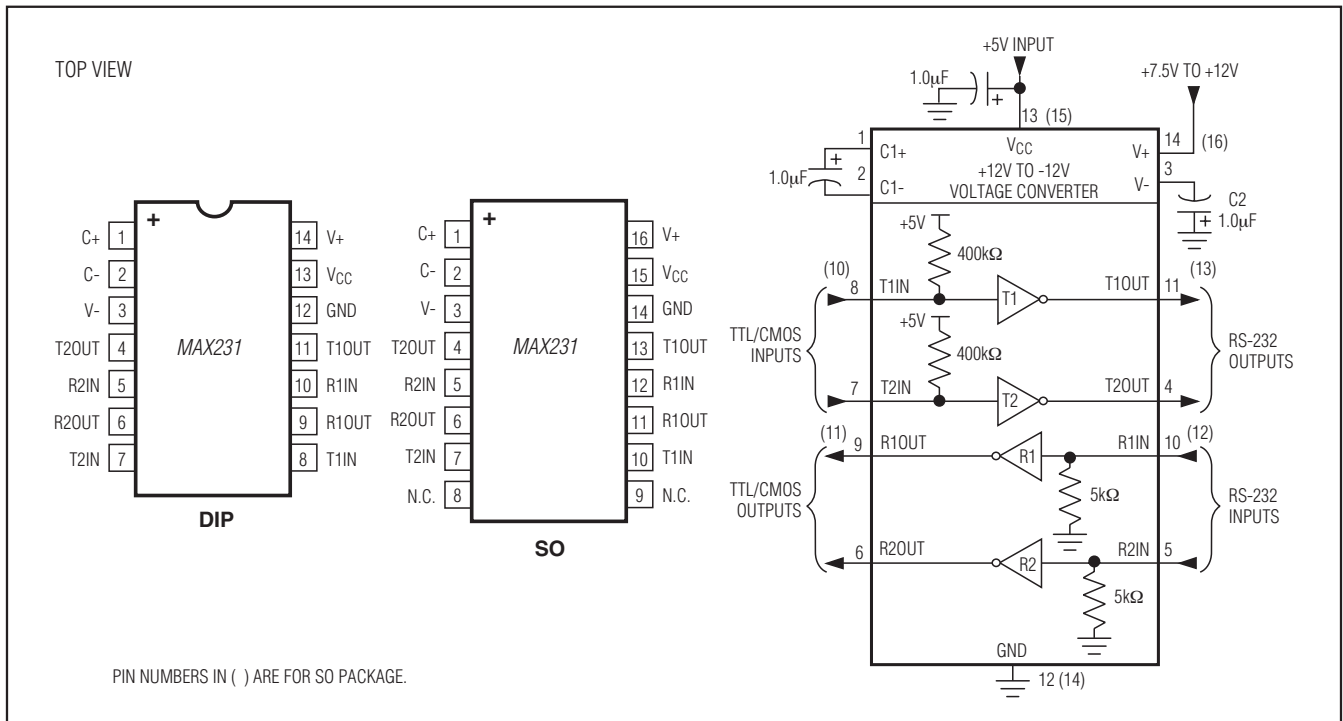 TOP VIEW
+
MAX231
C+ 1
C- 2
V- 3
T2OUT 4
R2IN 5
R2OUT 6
T2IN 7
14 V+
13 VCC
12 GND
11 T1OUT
10 R1IN
9 R1OUT
8 T1IN
DIP
+
MAX231
C+ 1
C- 2
V- 3
T2OUT 4
R2IN 5
R2OUT 6
T2IN 7
N.C. 8
16 V+
15 VCC
14 GND
13 T1OUT
12 R1IN
11 R1OUT
10 T1IN
9 N.C.
SO
+5V INPUT
1.0µF
+
+7.5V TO +12V
13 (15)
VCC
1 C1+
+
1.0µF
2 C1-
+12V TO -12V
VOLTAGE CONVERTER
V+ 14 (16)
V- 3
C2
+ 1.0µF
+5V
400kΩ
(10)
8 T1IN
T1
T1OUT 11
(13)
+5V
400kΩ
TTL/CMOS
INPUTS
RS-232
OUTPUTS
7 T2IN
T2
T2OUT 4
(11)
9 R1OUT
R1
R1IN 10
(12)
5kΩ
TTL/CMOS
OUTPUTS
RS-232
INPUTS
6 R2OUT
R2
R2IN 5
5kΩ
GND
12 (14)
PIN NUMBERS IN ( ) ARE FOR SO PACKAGE.